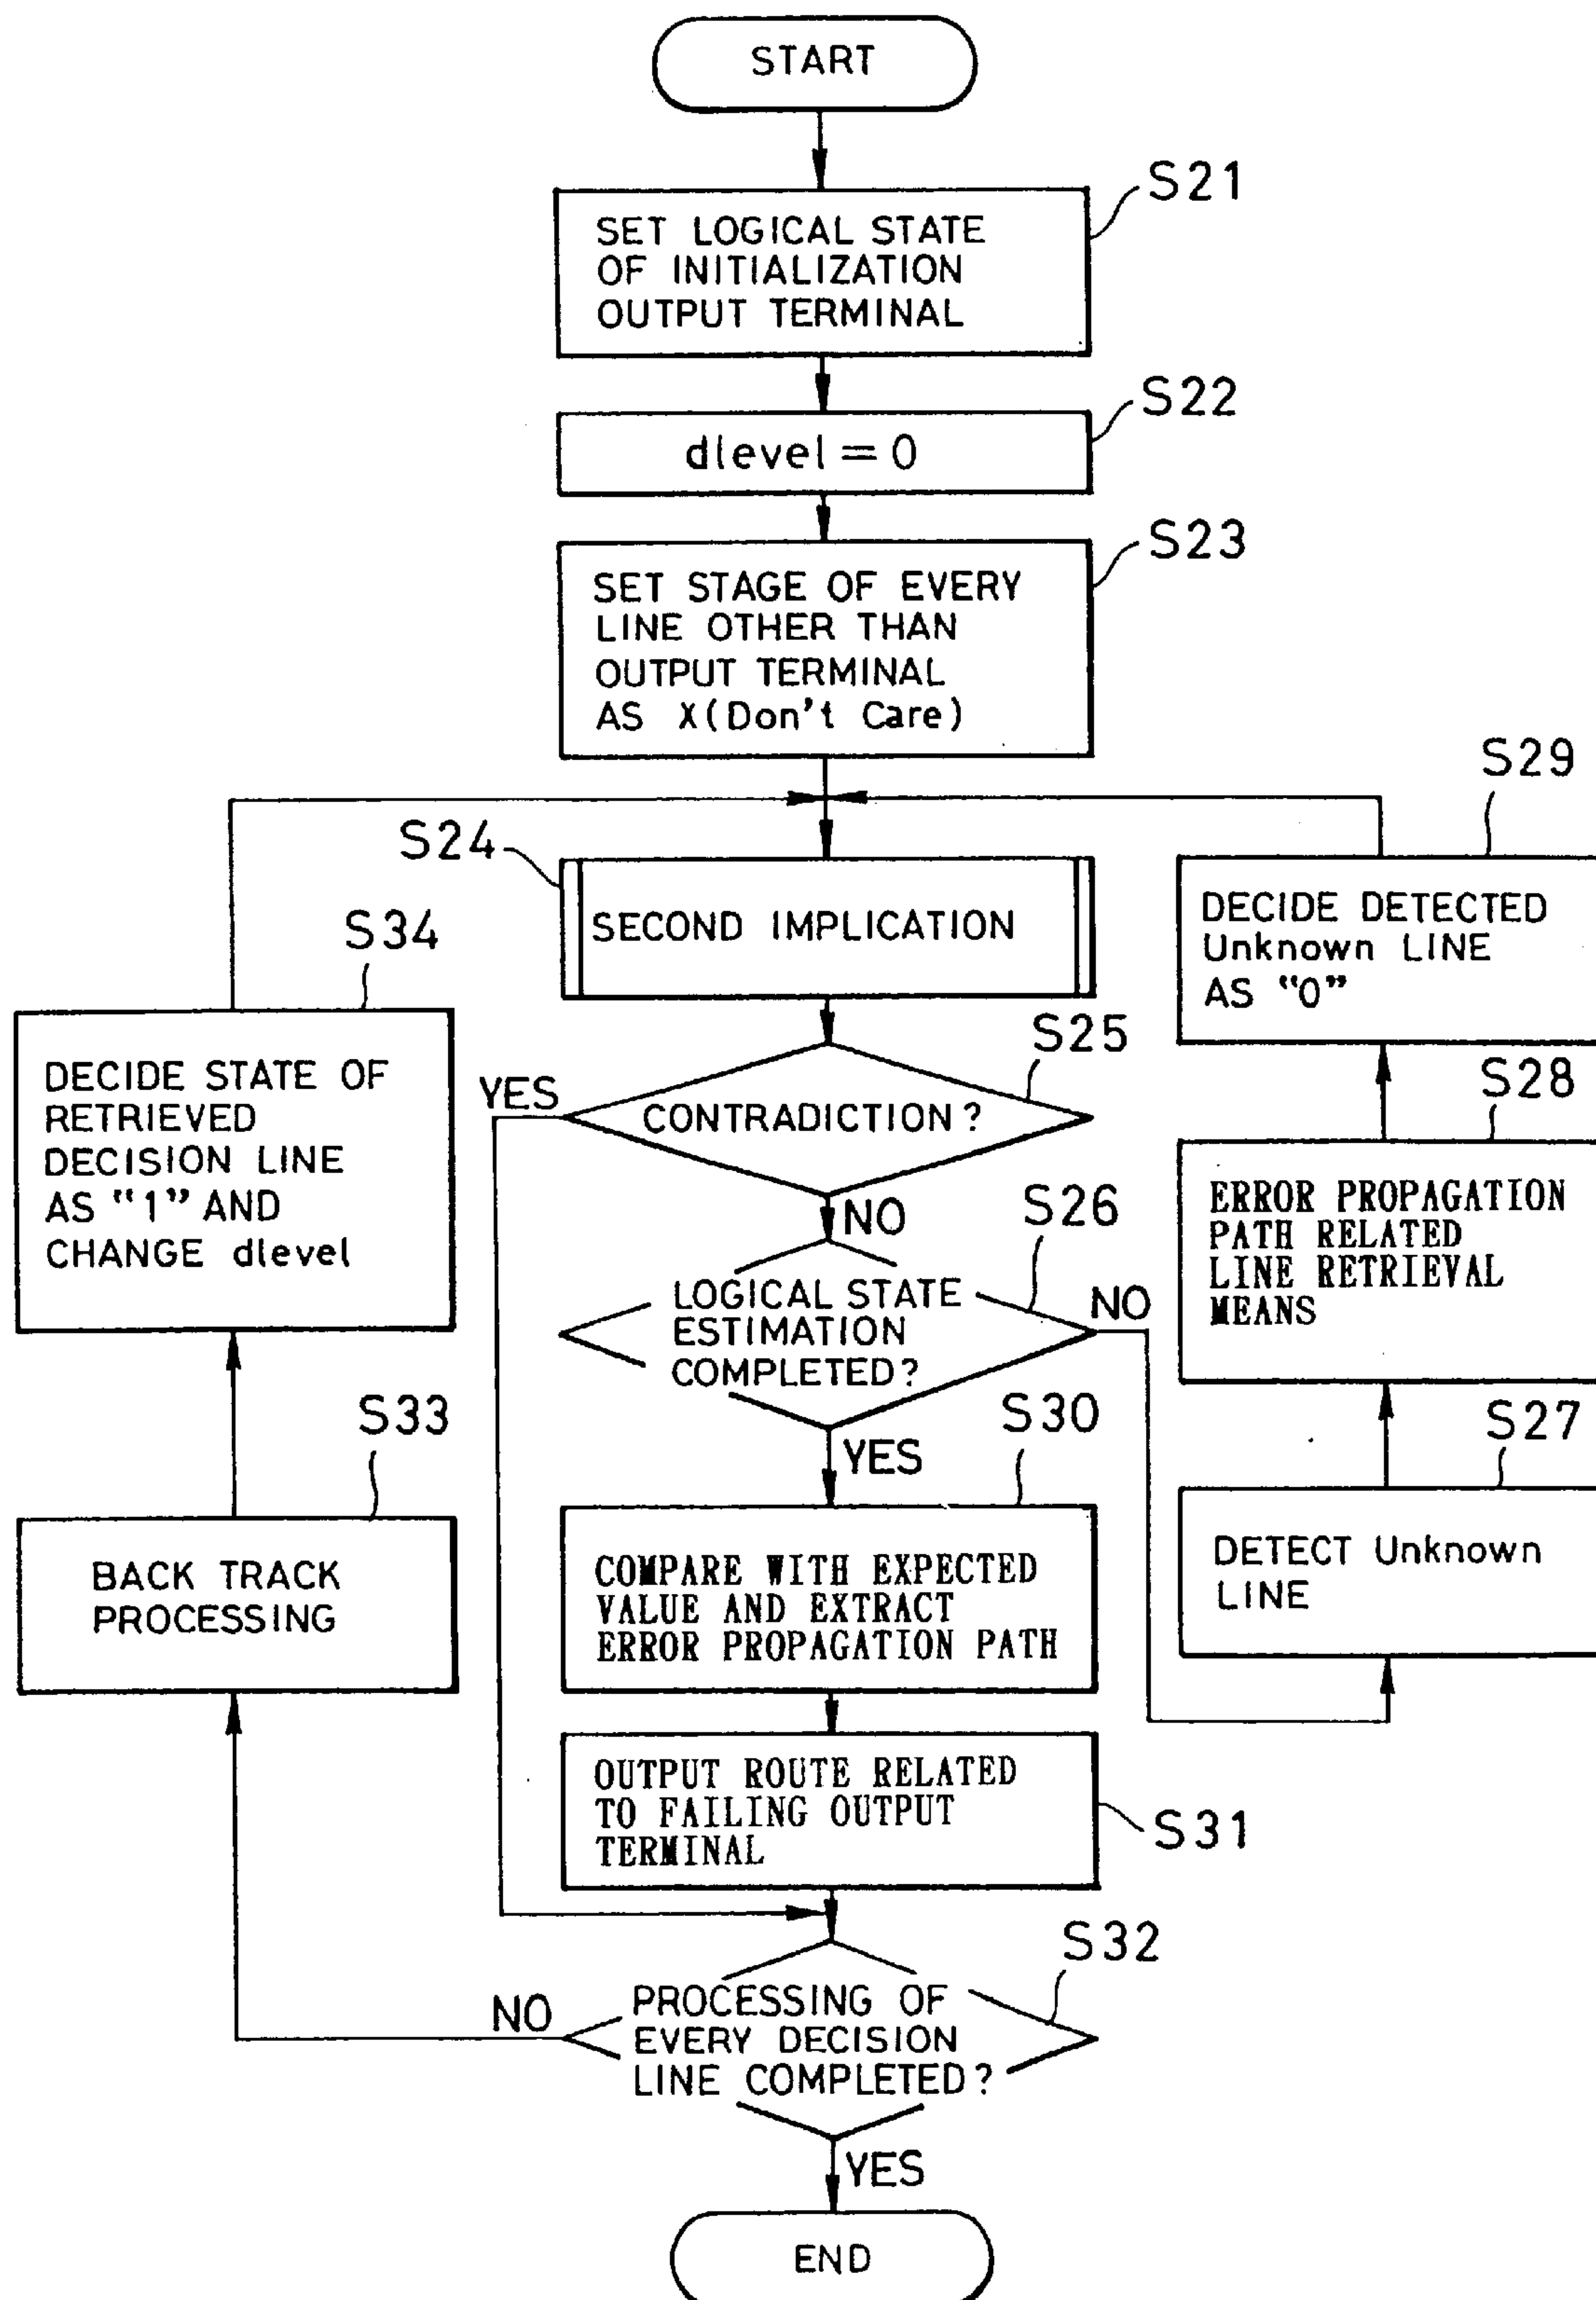 START
S21
SET LOGICAL STATE
OF INITIALIZATION
OUTPUT TERMINAL
S22
dlevel = 0
S23
SET STAGE OF EVERY
LINE OTHER THAN
OUTPUT TERMINAL
AS X(Don't Care)
S29
S24
SECOND IMPLICATION
DECIDE DETECTED
Unknown LINE
AS "0"
S34
DECIDE STATE OF
RETRIEVED
DECISION LINE
AS "1" AND
CHANGE dlevel
S25
YES
CONTRADICTION?
NO
S28
ERROR PROPAGATION
PATH RELATED
LINE RETRIEVAL
MEANS
S26
LOGICAL STATE
ESTIMATION
COMPLETED?
NO
YES
S30
S27
DETECT Unknown
LINE
S33
BACK TRACK
PROCESSING
COMPARE WITH EXPECTED
VALUE AND EXTRACT
ERROR PROPAGATION PATH
OUTPUT ROUTE RELATED
TO FAILING OUTPUT
TERMINAL
S31
S32
NO
PROCESSING OF
EVERY DECISION
LINE COMPLETED?
YES
END